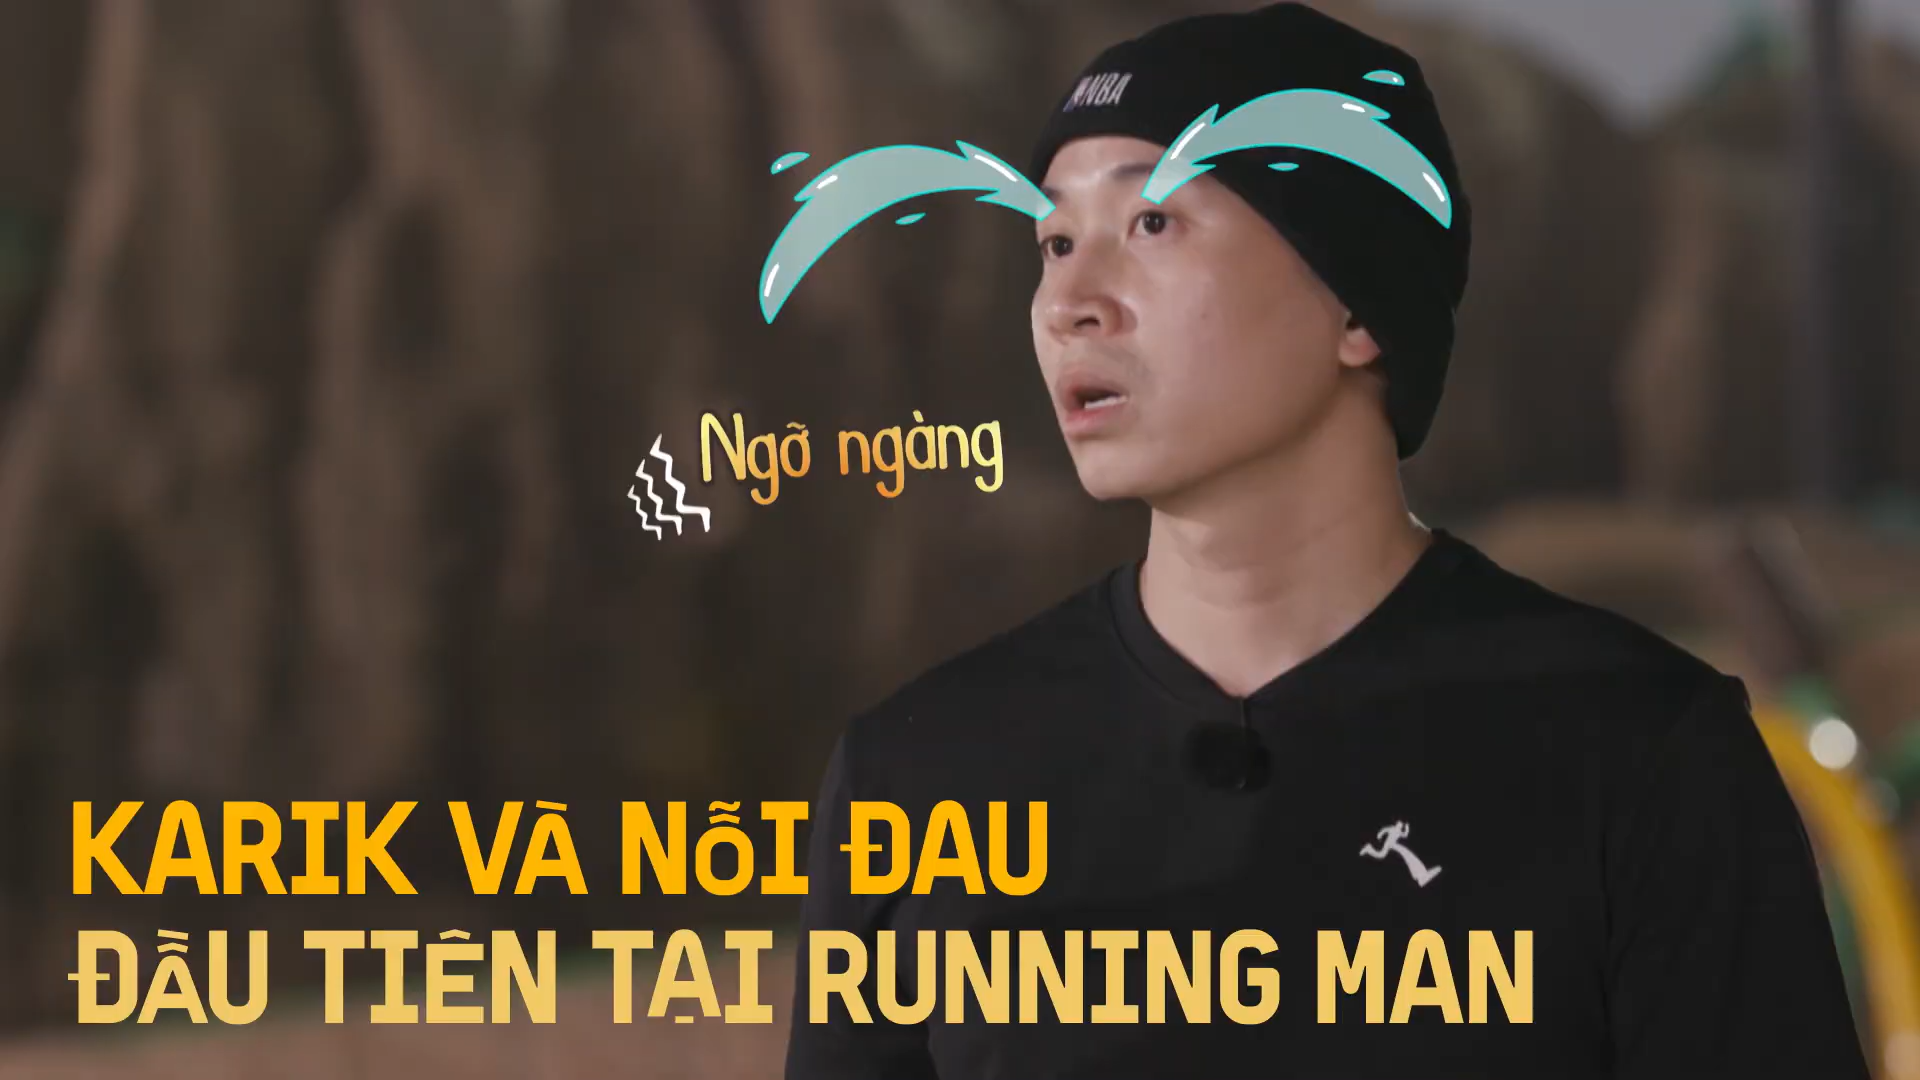 NBA
Ngỡ ngàng
KARIK VÀ NỖI ĐAU
ĐẦU TIÊN TẠI RUNNING MAN